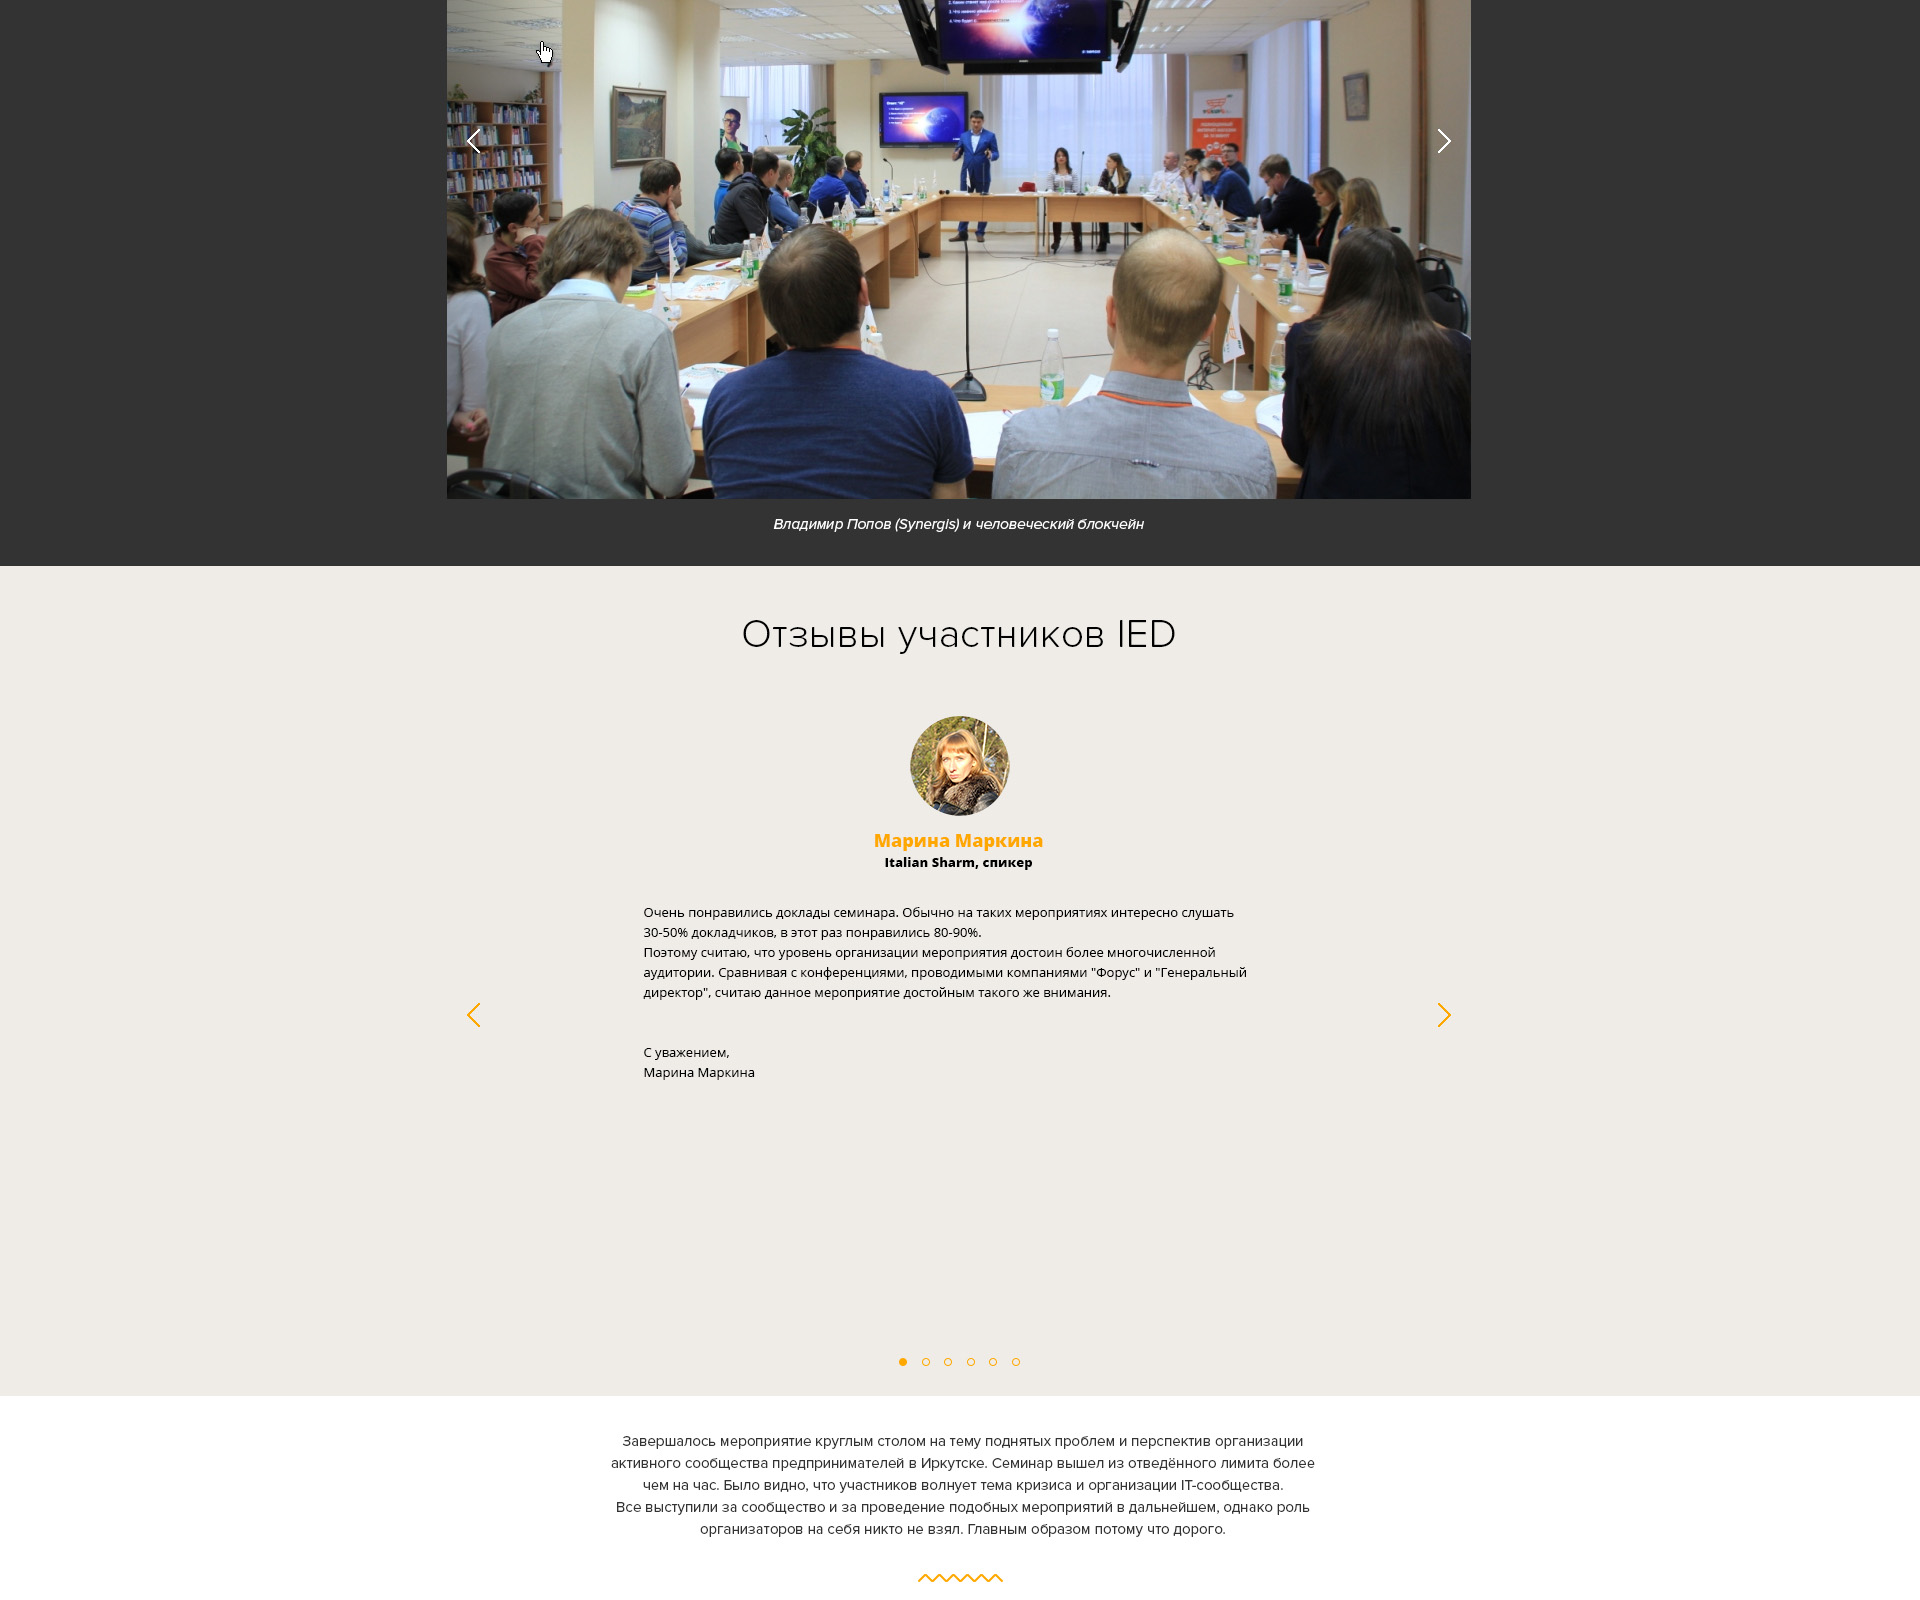 Владимир Попов (Synergis) и человеческий блокчейн
Отзывы участников IED
Марина Маркина
Italian Sharm, спикер
Очень понравились доклады семинара. Обычно на таких мероприятиях интересно слушать
30-50% докладчиков, в этот раз понравились 80-90%.
Поэтому считаю, что уровень организации мероприятия достоин более многочисленной
аудитории. Сравнивая с конференциями, проводимыми компаниями "Форус" и "Генеральный
директор", считаю данное мероприятие достойным такого же внимания.
С уважением,
Марина Маркина
Завершалось мероприятие круглым столом на тему поднятых проблем и перспектив организации
активного сообщества предпринимателей в Иркутске. Семинар вышел из отведённого лимита более
чем на час. Было видно, что участников волнует тема кризиса и организации IT-сообщества.
Все выступили за сообщество и за проведение подобных мероприятий в дальнейшем, однако роль
организаторов на себя никто не взял. Главным образом потому что дорого.